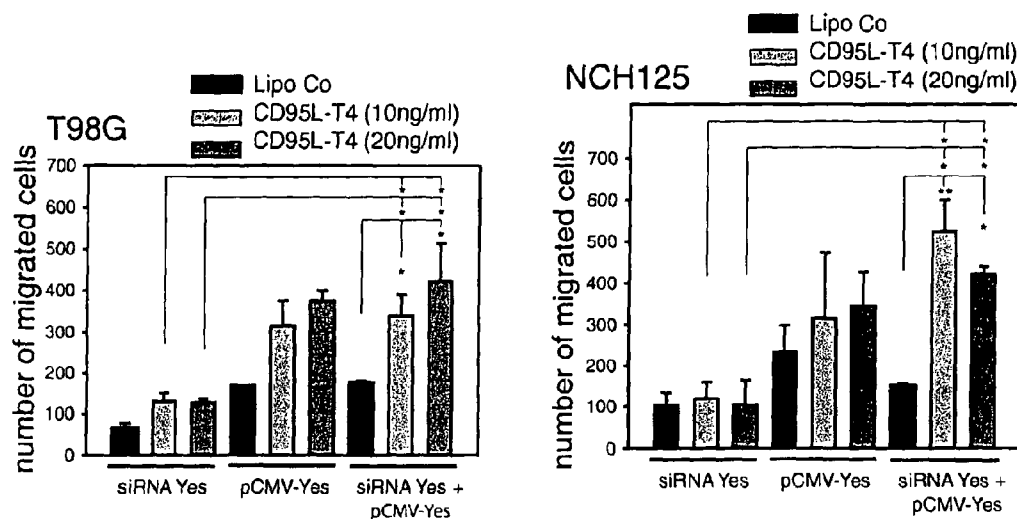 T98G
Lipo Co
CD95L-T4 (10ng/ml)
CD95L-T4 (20ng/ml)
number of migrated cells
700
600
500
400
300
200
100
0
* *
* *
* *
*
siRNA Yes
pCMV-Yes
siRNA Yes +
pCMV-Yes
NCH125
Lipo Co
CD95L-T4 (10ng/ml)
CD95L-T4 (20ng/ml)
number of migrated cells
700
600
500
400
300
200
100
0
* *
* *
* *
**
*
siRNA Yes
pCMV-Yes
siRNA Yes +
pCMV-Yes